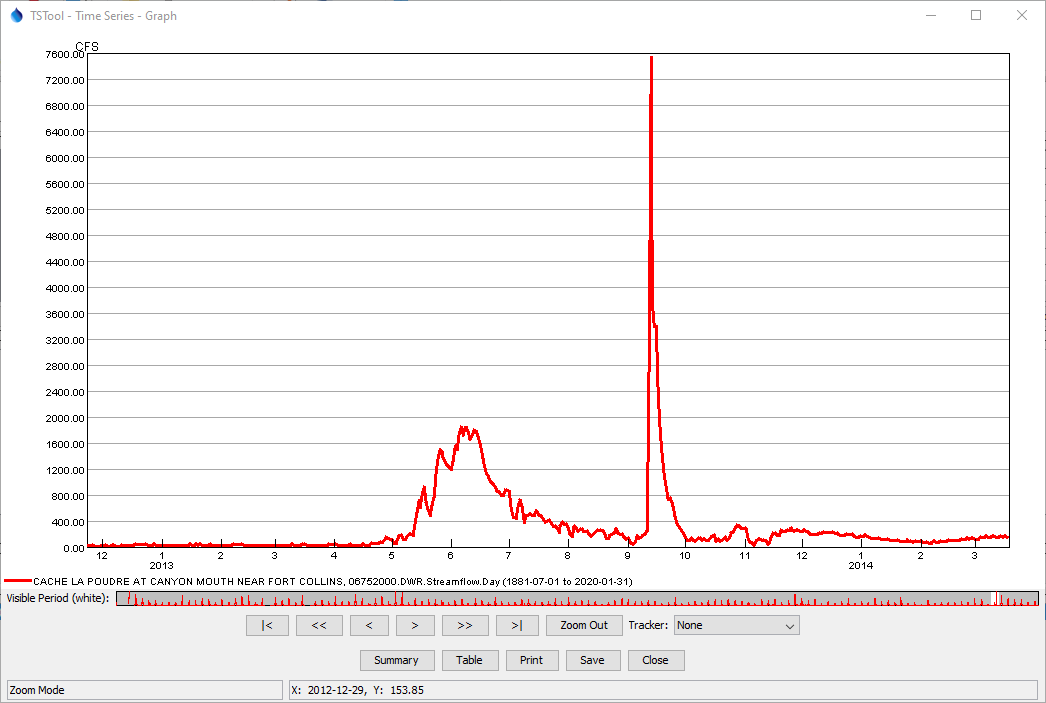 TSTool - Time Series - Graph
CFS
7600.00
7200.00
6800.00
6400.00
6000.00
5600.00
5200.00
4800.00
4400.00
4000.00
3600.00
3200.00
2800.00
2400.00
2000.00
1600.00
1200.00
800.00
400.00
0.00
12 2 3 4 5 6 7 8 9 10 11 12 2 3
2013 2014
CACHE LA POUDRE AT CANYON MOUTH NEAR FORT COLLINS, 06752000.DWR.Streamflow.Day (1881-07-01 to 2020-01-31)
Visible Period (white):
|< << < > >> >| Zoom Out Tracker: None
Summary Table Print Save Close
Zoom Mode X: 2012-12-29, Y: 153.85